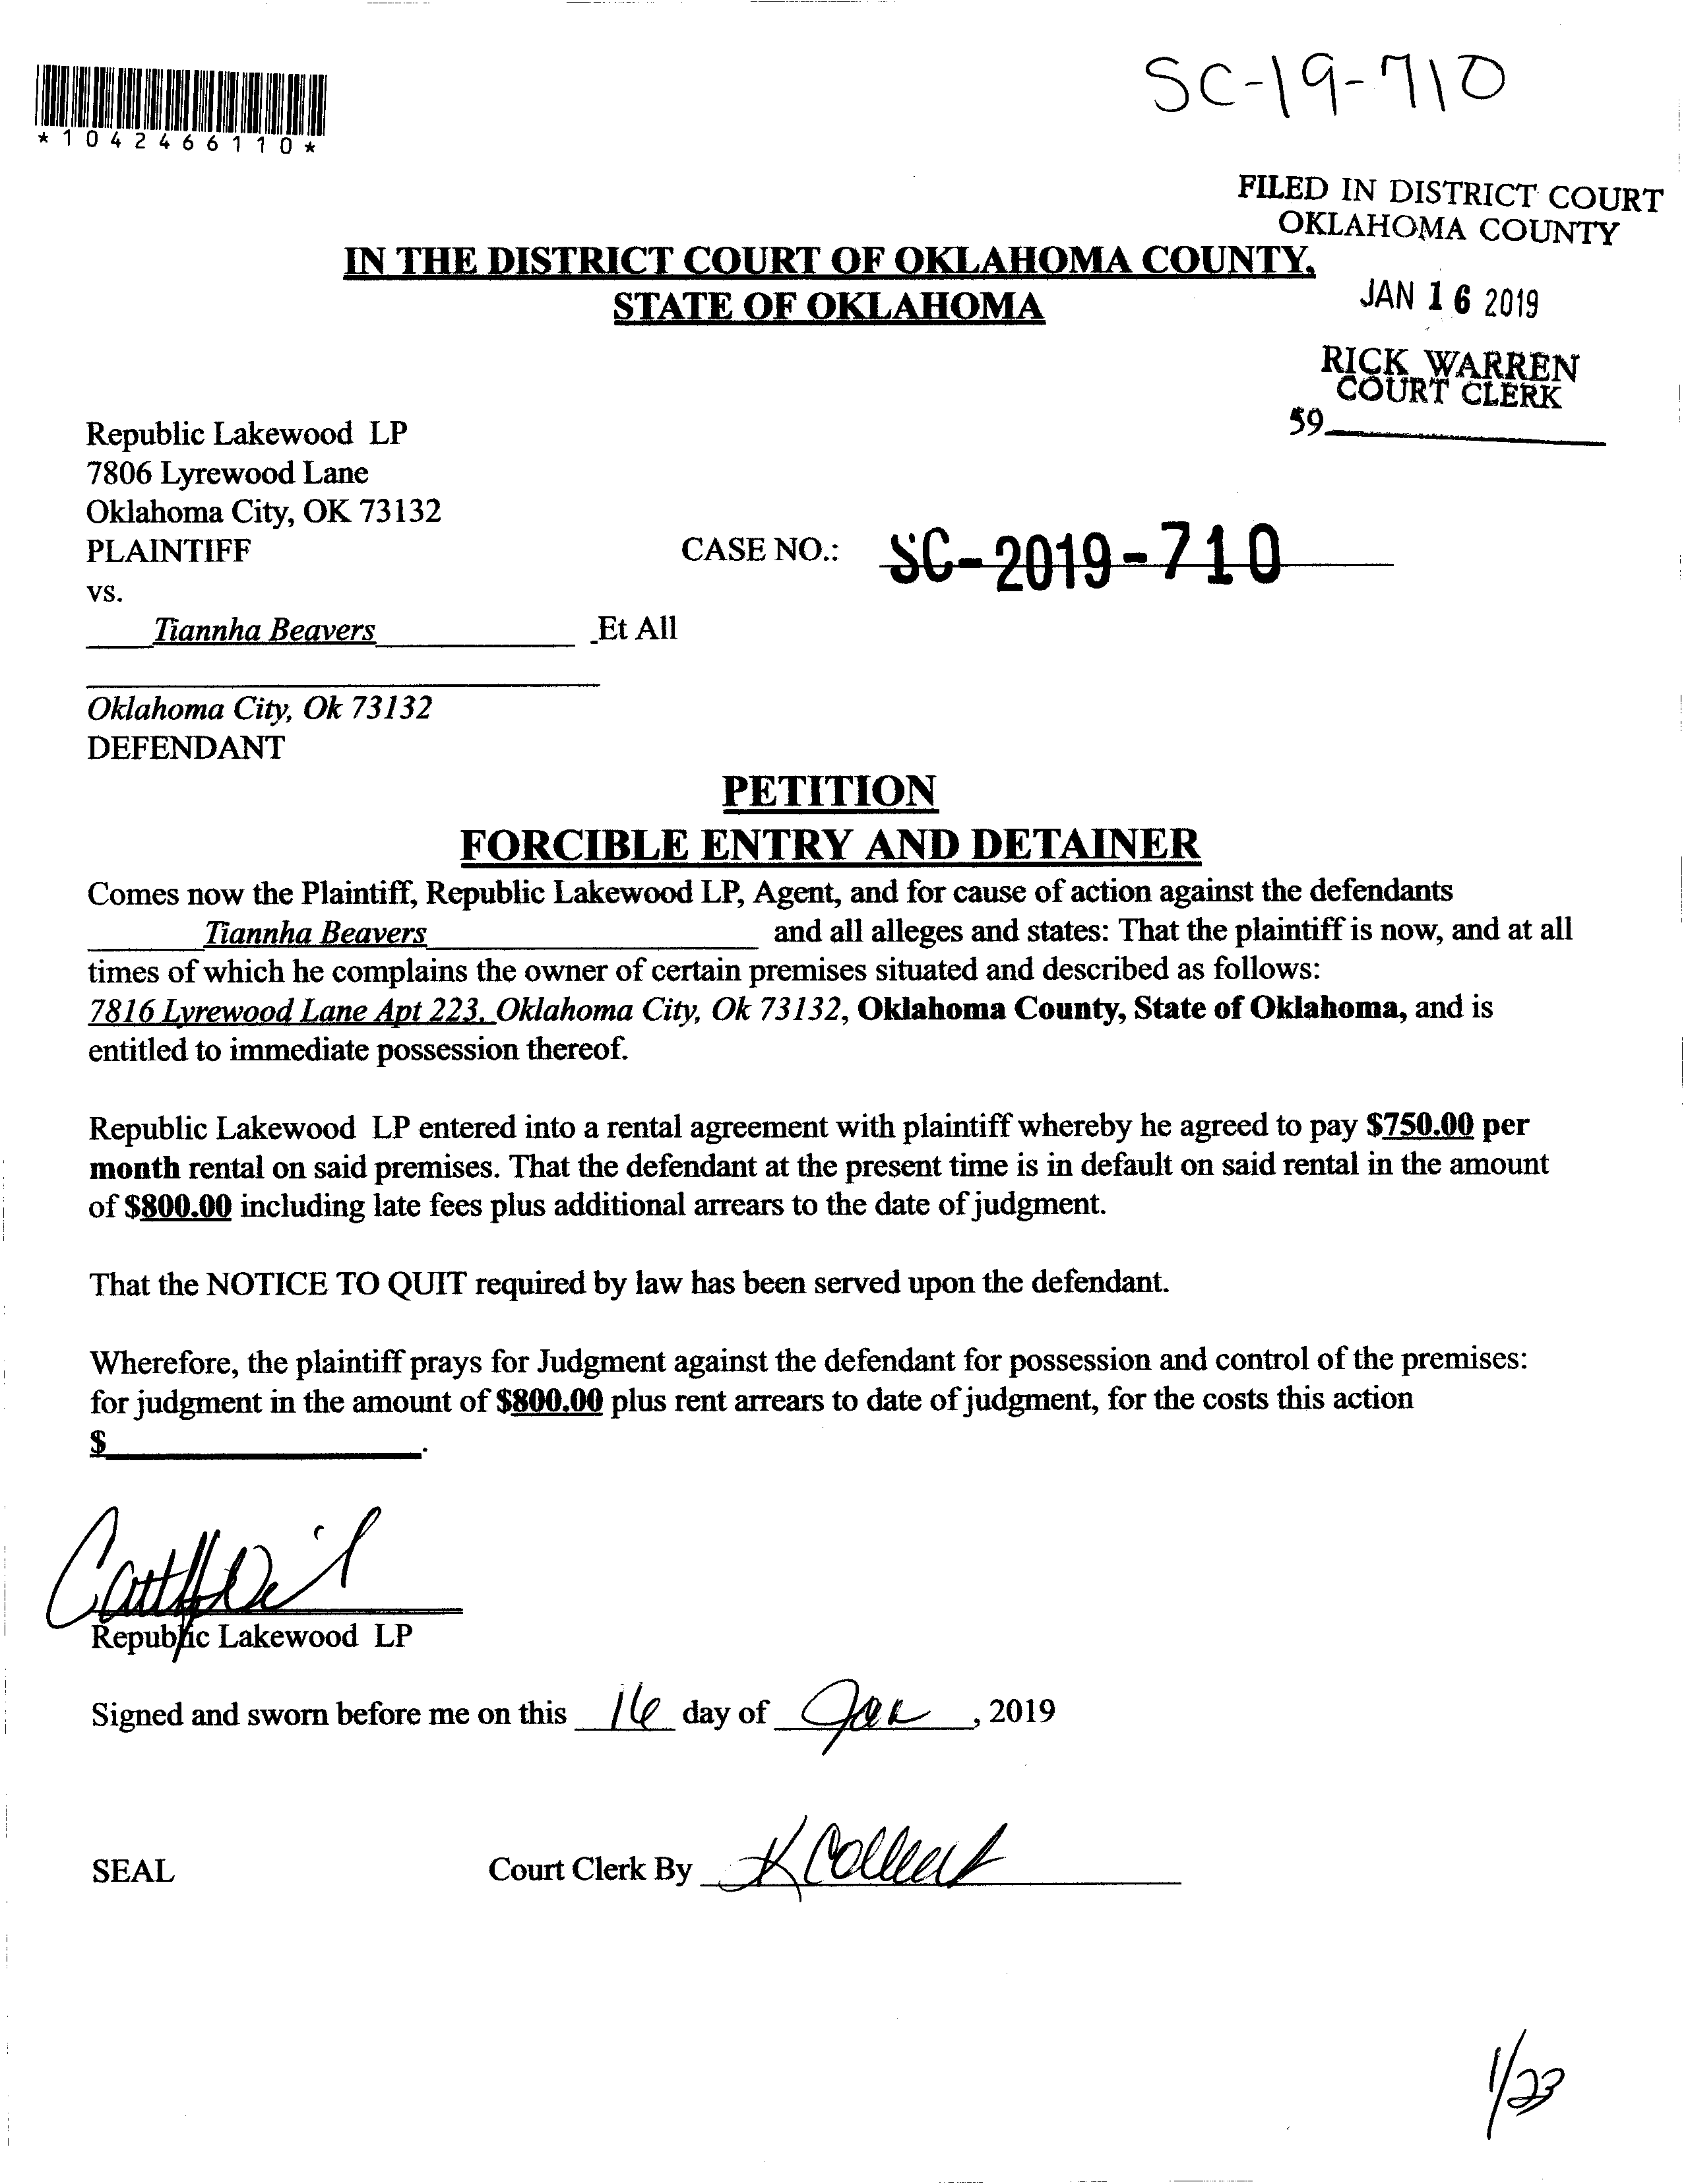 SC-19-710
*1042466110*
FILED IN DISTRICT COURT
OKLAHOMA COUNTY
IN THE DISTRICT COURT OF OKLAHOMA COUNTY,
STATE OF OKLAHOMA
JAN 16 2019
RICK WARREN
COURT CLERK
59
Republic Lakewood LP
7806 Lyrewood Lane
Oklahoma City, OK 73132
PLAINTIFF
CASE NO.: SC-2019-710
vs.
Tiannha Beavers Et All
Oklahoma City, Ok 73132
DEFENDANT
PETITION
FORCIBLE ENTRY AND DETAINER
Comes now the Plaintiff, Republic Lakewood LP, Agent, and for cause of action against the defendants
Tiannha Beavers and all alleges and states: That the plaintiff is now, and at all
times of which he complains the owner of certain premises situated and described as follows:
7816 Lyrewood Lane Apt 223, Oklahoma City, Ok 73132, Oklahoma County, State of Oklahoma, and is
entitled to immediate possession thereof.
Republic Lakewood LP entered into a rental agreement with plaintiff whereby he agreed to pay $750.00 per
month rental on said premises. That the defendant at the present time is in default on said rental in the amount
of $800.00 including late fees plus additional arrears to the date of judgment.
That the NOTICE TO QUIT required by law has been served upon the defendant.
Wherefore, the plaintiff prays for Judgment against the defendant for possession and control of the premises:
for judgment in the amount of $800.00 plus rent arrears to date of judgment, for the costs this action
$ .
Republic Lakewood LP
Signed and sworn before me on this 16 day of Jan , 2019
SEAL Court Clerk By K
1/23